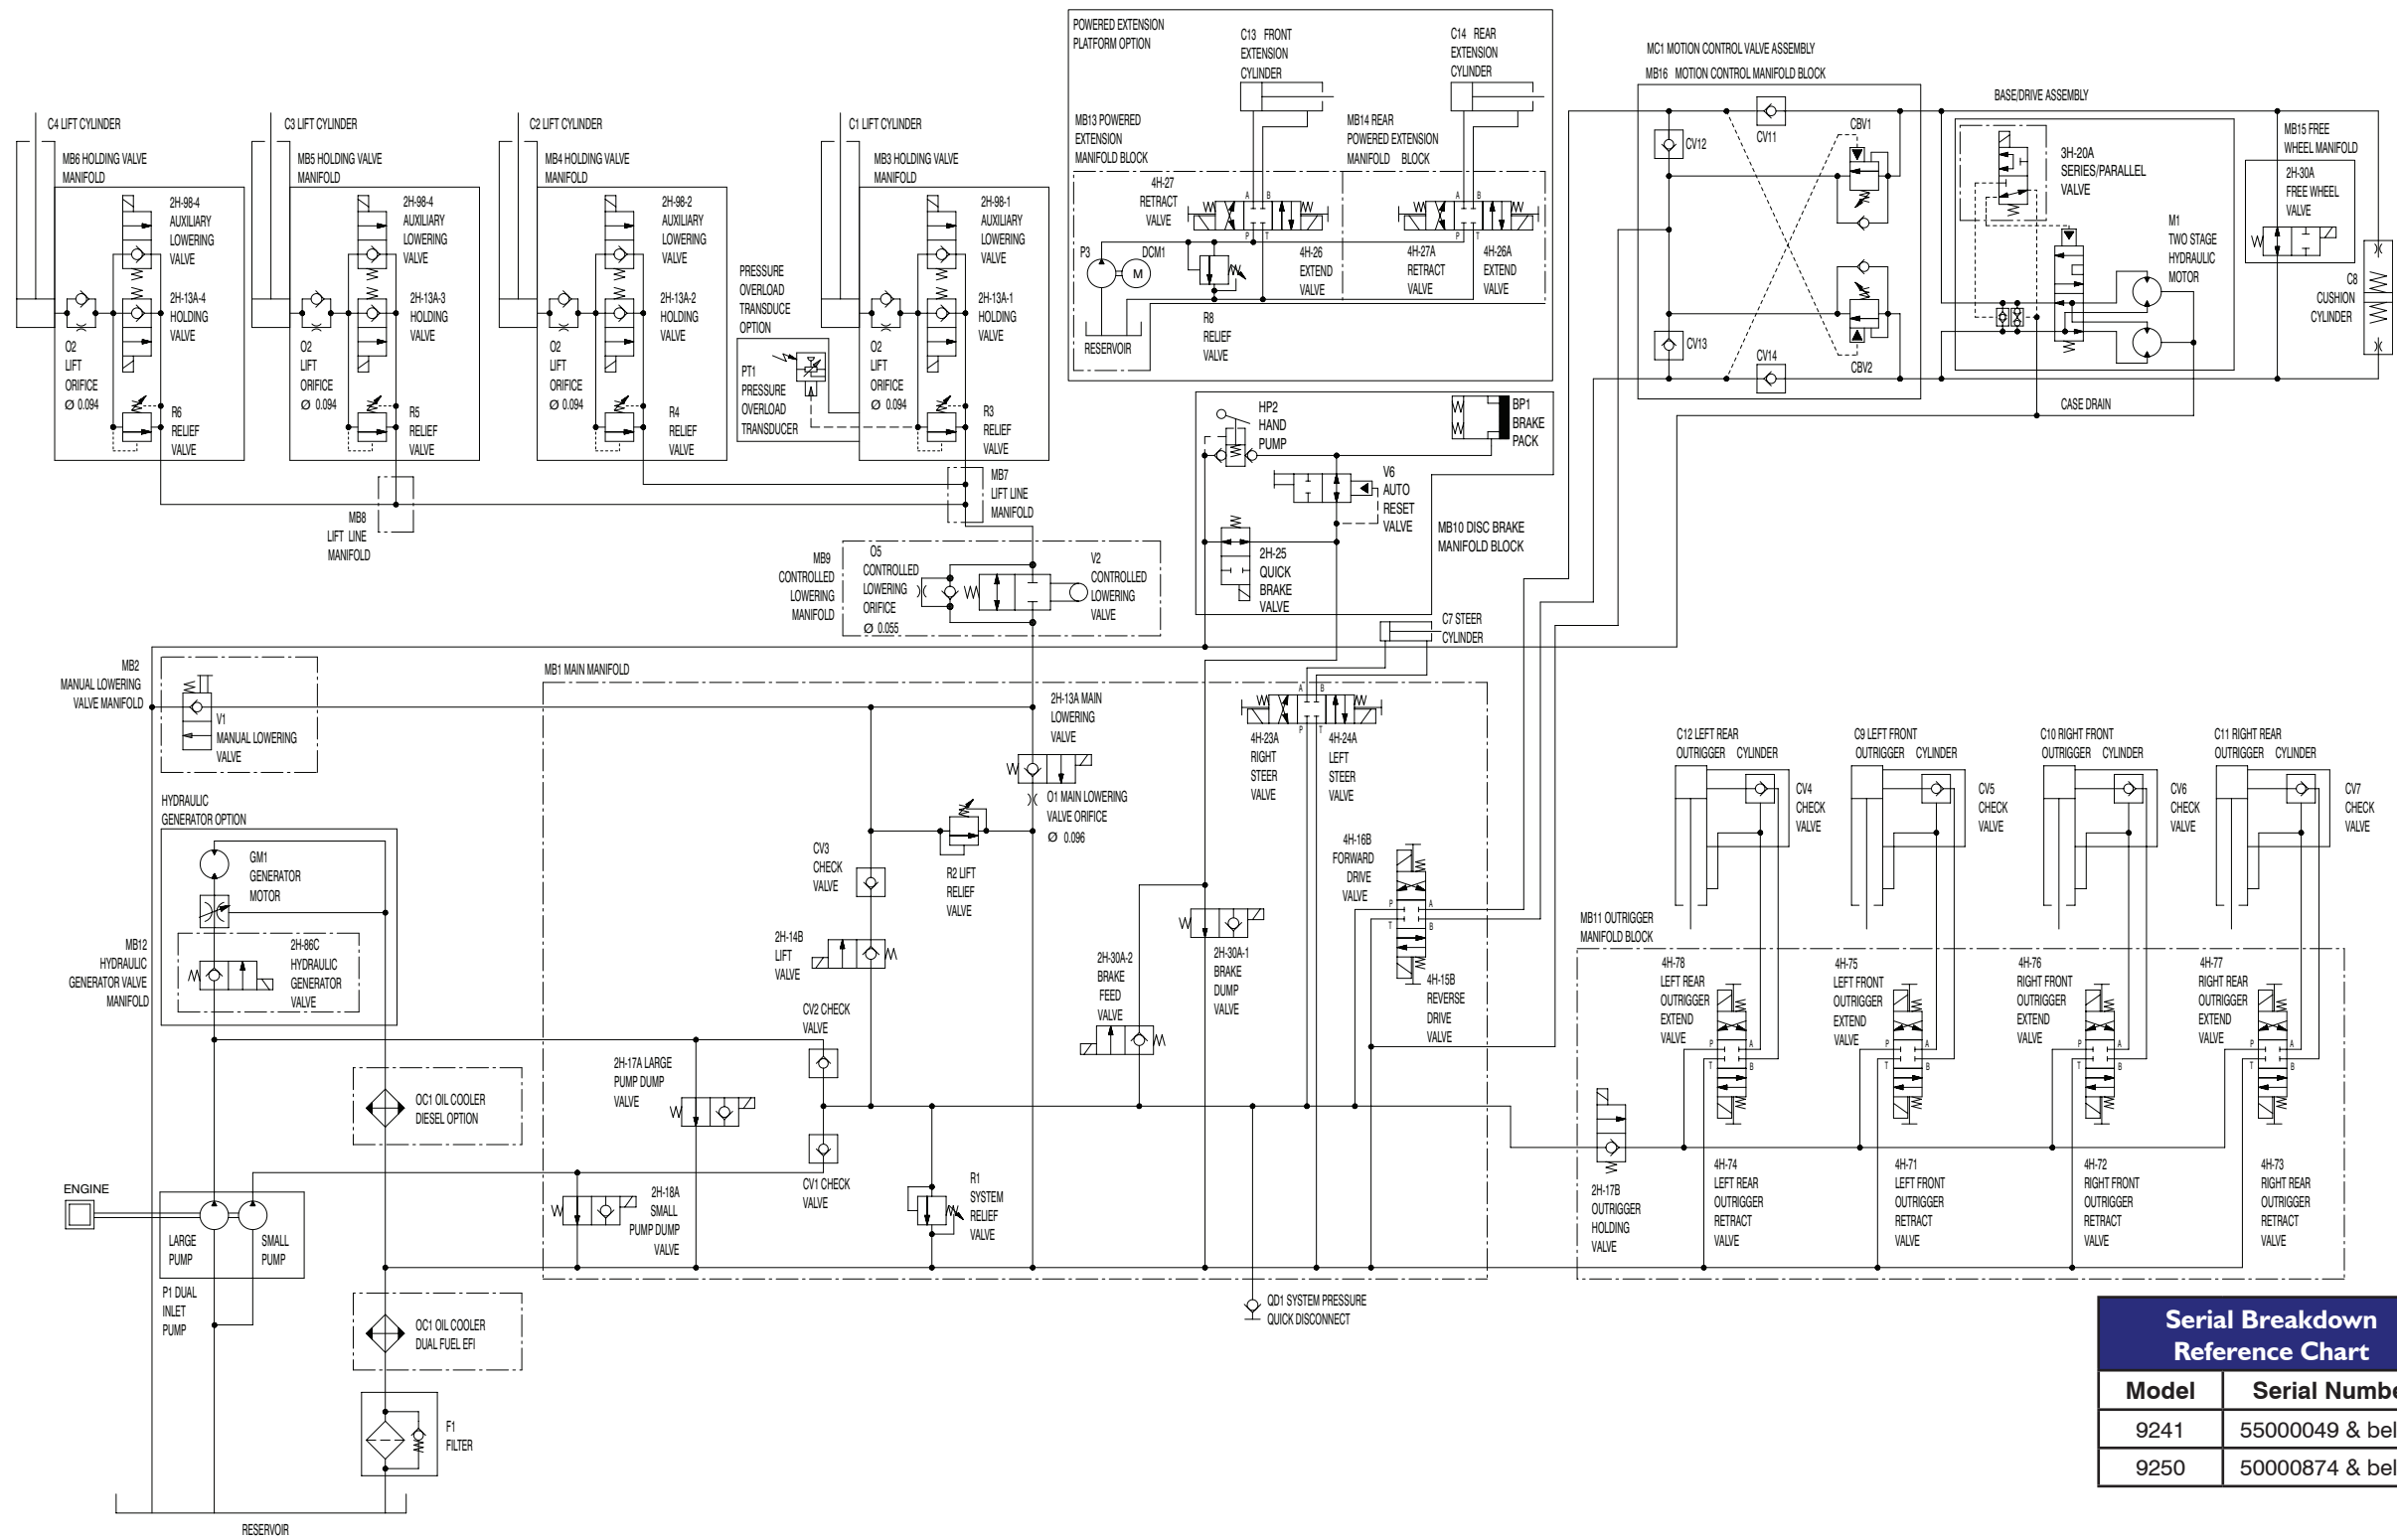 POWERED EXTENSION
PLATFORM OPTION
C13 FRONT
EXTENSION
CYLINDER
C14 REAR
EXTENSION
CYLINDER
MB13 POWERED
EXTENSION
MANIFOLD BLOCK
MB14 REAR
POWERED EXTENSION
MANIFOLD BLOCK
4H-27
RETRACT
VALVE
A B
P T
A B
P T
P3
DCM1
M
4H-26
EXTEND
VALVE
4H-27A
RETRACT
VALVE
4H-26A
EXTEND
VALVE
R8
RELIEF
VALVE
RESERVOIR
MC1 MOTION CONTROL VALVE ASSEMBLY
MB16 MOTION CONTROL MANIFOLD BLOCK
CV12
CV11
CBV1
CV13
CV14
CBV2
BASE/DRIVE ASSEMBLY
3H-20A
SERIES/PARALLEL
VALVE
M1
TWO STAGE
HYDRAULIC
MOTOR
MB15 FREE
WHEEL MANIFOLD
2H-30A
FREE WHEEL
VALVE
C8
CUSHION
CYLINDER
CASE DRAIN
C4 LIFT CYLINDER
MB6 HOLDING VALVE
MANIFOLD
2H-98-4
AUXILIARY
LOWERING
VALVE
2H-13A-4
HOLDING
VALVE
O2
LIFT
ORIFICE
Ø 0.094
R6
RELIEF
VALVE
C3 LIFT CYLINDER
MB5 HOLDING VALVE
MANIFOLD
2H-98-4
AUXILIARY
LOWERING
VALVE
2H-13A-3
HOLDING
VALVE
O2
LIFT
ORIFICE
Ø 0.094
R5
RELIEF
VALVE
C2 LIFT CYLINDER
MB4 HOLDING VALVE
MANIFOLD
2H-98-2
AUXILIARY
LOWERING
VALVE
2H-13A-2
HOLDING
VALVE
O2
LIFT
ORIFICE
Ø 0.094
R4
RELIEF
VALVE
PRESSURE
OVERLOAD
TRANSDUCE
OPTION
PT1
PRESSURE
OVERLOAD
TRANSDUCER
C1 LIFT CYLINDER
MB3 HOLDING VALVE
MANIFOLD
2H-98-1
AUXILIARY
LOWERING
VALVE
2H-13A-1
HOLDING
VALVE
O2
LIFT
ORIFICE
Ø 0.094
R3
RELIEF
VALVE
MB8
LIFT LINE
MANIFOLD
MB7
LIFT LINE
MANIFOLD
MB9
CONTROLLED
LOWERING
MANIFOLD
O5
CONTROLLED
LOWERING
ORIFICE
Ø 0.055
V2
CONTROLLED
LOWERING
VALVE
HP2
HAND
PUMP
BP1
BRAKE
PACK
V6
AUTO
RESET
VALVE
2H-25
QUICK
BRAKE
VALVE
MB10 DISC BRAKE
MANIFOLD BLOCK
C7 STEER
CYLINDER
MB2
MANUAL LOWERING
VALVE MANIFOLD
V1
MANUAL LOWERING
VALVE
MB1 MAIN MANIFOLD
2H-13A MAIN
LOWERING
VALVE
O1 MAIN LOWERING
VALVE ORIFICE
Ø 0.096
A B
P T
4H-23A
RIGHT
STEER
VALVE
4H-24A
LEFT
STEER
VALVE
R2 LIFT
RELIEF
VALVE
CV3
CHECK
VALVE
2H-14B
LIFT
VALVE
4H-16B
FORWARD
DRIVE
VALVE
P A
T B
4H-15B
REVERSE
DRIVE
VALVE
2H-30A-2
BRAKE
FEED
VALVE
2H-30A-1
BRAKE
DUMP
VALVE
HYDRAULIC
GENERATOR OPTION
GM1
GENERATOR
MOTOR
2H-86C
HYDRAULIC
GENERATOR
VALVE
MB12
HYDRAULIC
GENERATOR VALVE
MANIFOLD
CV2 CHECK
VALVE
2H-17A LARGE
PUMP DUMP
VALVE
CV1 CHECK
VALVE
2H-18A
SMALL
PUMP DUMP
VALVE
R1
SYSTEM
RELIEF
VALVE
OC1 OIL COOLER
DIESEL OPTION
ENGINE
LARGE
PUMP
SMALL
PUMP
P1 DUAL
INLET
PUMP
OC1 OIL COOLER
DUAL FUEL EFI
F1
FILTER
RESERVOIR
QD1 SYSTEM PRESSURE
QUICK DISCONNECT
C12 LEFT REAR
OUTRIGGER CYLINDER
CV4
CHECK
VALVE
C9 LEFT FRONT
OUTRIGGER CYLINDER
CV5
CHECK
VALVE
C10 RIGHT FRONT
OUTRIGGER CYLINDER
CV6
CHECK
VALVE
C11 RIGHT REAR
OUTRIGGER CYLINDER
CV7
CHECK
VALVE
MB11 OUTRIGGER
MANIFOLD BLOCK
4H-78
LEFT REAR
OUTRIGGER
EXTEND
VALVE
P A
T B
4H-75
LEFT FRONT
OUTRIGGER
EXTEND
VALVE
P A
T B
4H-76
RIGHT FRONT
OUTRIGGER
EXTEND
VALVE
P A
T B
4H-77
RIGHT REAR
OUTRIGGER
EXTEND
VALVE
P A
T B
2H-17B
OUTRIGGER
HOLDING
VALVE
4H-74
LEFT REAR
OUTRIGGER
RETRACT
VALVE
4H-71
LEFT FRONT
OUTRIGGER
RETRACT
VALVE
4H-72
RIGHT FRONT
OUTRIGGER
RETRACT
VALVE
4H-73
RIGHT REAR
OUTRIGGER
RETRACT
VALVE
Serial Breakdown
Reference Chart
Model Serial Numbe
9241 55000049 & bel
9250 50000874 & bel